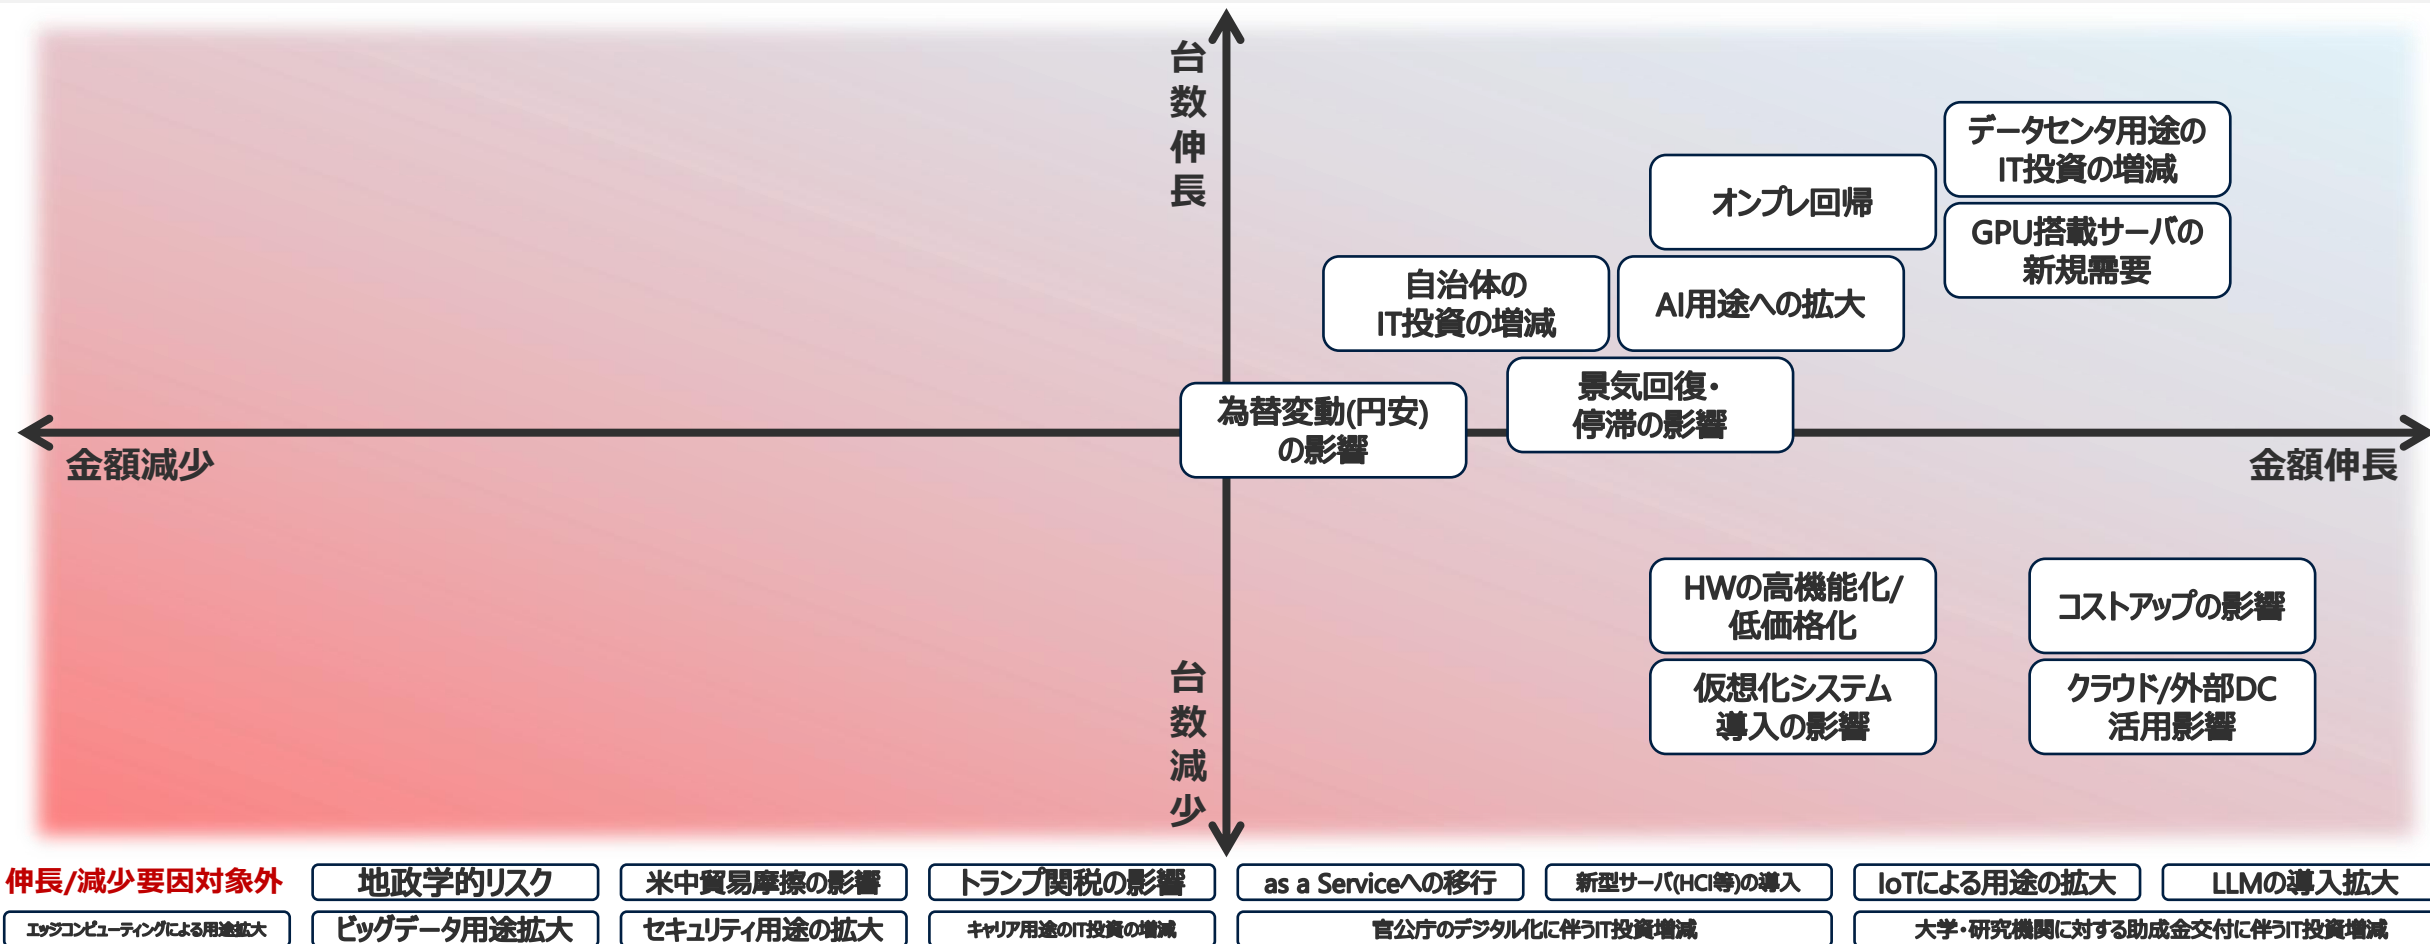 台数伸長
データセンタ用途の
IT投資の増減
オンプレ回帰
GPU搭載サーバの
新規需要
自治体の
IT投資の増減
AI用途への拡大
景気回復・
停滞の影響
為替変動(円安)
の影響
金額減少
金額伸長
HWの高機能化/
低価格化
コストアップの影響
仮想化システム
導入の影響
クラウド/外部DC
活用影響
台数減少
伸長/減少要因対象外
地政学的リスク
米中貿易摩擦の影響
トランプ関税の影響
as a Serviceへの移行
新型サーバ(HCI等)の導入
IoTによる用途の拡大
LLMの導入拡大
エッジコンピューティングによる用途拡大
ビッグデータ用途拡大
セキュリティ用途の拡大
キャリア用途のIT投資の増減
官公庁のデジタル化に伴うIT投資増減
大学・研究機関に対する助成金交付に伴うIT投資増減